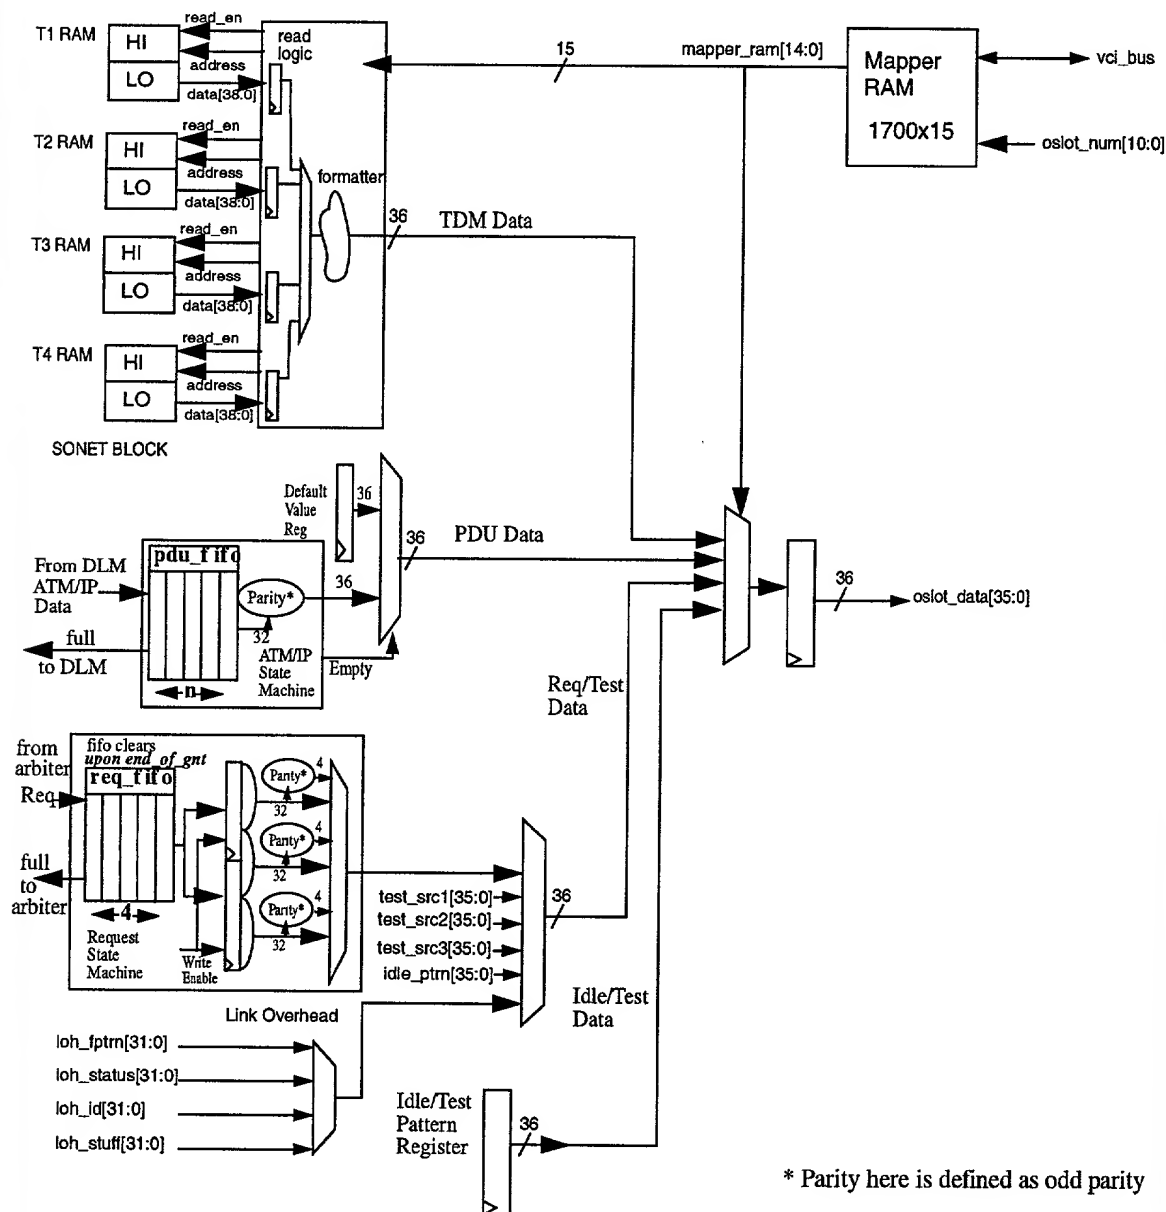 T1 RAM
HI
LO
read_en
address
data[38:0]
read
logic
15
mapper_ram[14:0]
Mapper
RAM
1700x15
vci_bus
oslot_num[10:0]
T2 RAM
HI
LO
read_en
address
data[38:0]
formatter
36
TDM Data
T3 RAM
HI
LO
read_en
address
data[38:0]
T4 RAM
HI
LO
read_en
address
data[38:0]
SONET BLOCK
Default
Value
Reg
36
36
PDU Data
From DLM
ATM/IP
Data
pdu_fifo
Parity*
36
32
full
to DLM
n
ATM/IP
State
Machine
Empty
36
oslot_data[35:0]
Req/Test
Data
from
arbiter
Req
fifo clears
upon end_of_gnt
req_fifo
Parity*
4
32
Parity*
4
32
Parity*
4
32
full
to
arbiter
4
Request
State
Machine
Write
Enable
test_src1[35:0]
test_src2[35:0]
test_src3[35:0]
idle_ptrn[35:0]
36
Idle/Test
Data
Link Overhead
loh_fptrn[31:0]
loh_status[31:0]
loh_id[31:0]
loh_stuff[31:0]
Idle/Test
Pattern
Register
36
* Parity here is defined as odd parity